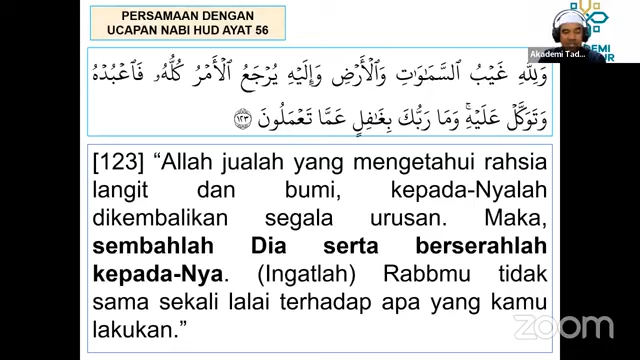 PERSAMAAN DENGAN
UCAPAN NABI HUD AYAT 56
Akademi Tad...
وَلِلَّهِ غَيْبُ ٱلسَّمَـٰوَٰتِ وَٱلْأَرْضِ وَإِلَيْهِ يُرْجَعُ ٱلْأَمْرُ كُلُّهُۥ فَٱعْبُدْهُ
وَتَوَكَّلْ عَلَيْهِ ۚ وَمَا رَبُّكَ بِغَـٰفِلٍ عَمَّا تَعْمَلُونَ ١٢٣
[123] “Allah jualah yang mengetahui rahsia
langit dan bumi, kepada-Nyalah
dikembalikan segala urusan. Maka,
sembahlah Dia serta berserahlah
kepada-Nya. (Ingatlah) Rabbmu tidak
sama sekali lalai terhadap apa yang kamu
lakukan.”
zoom